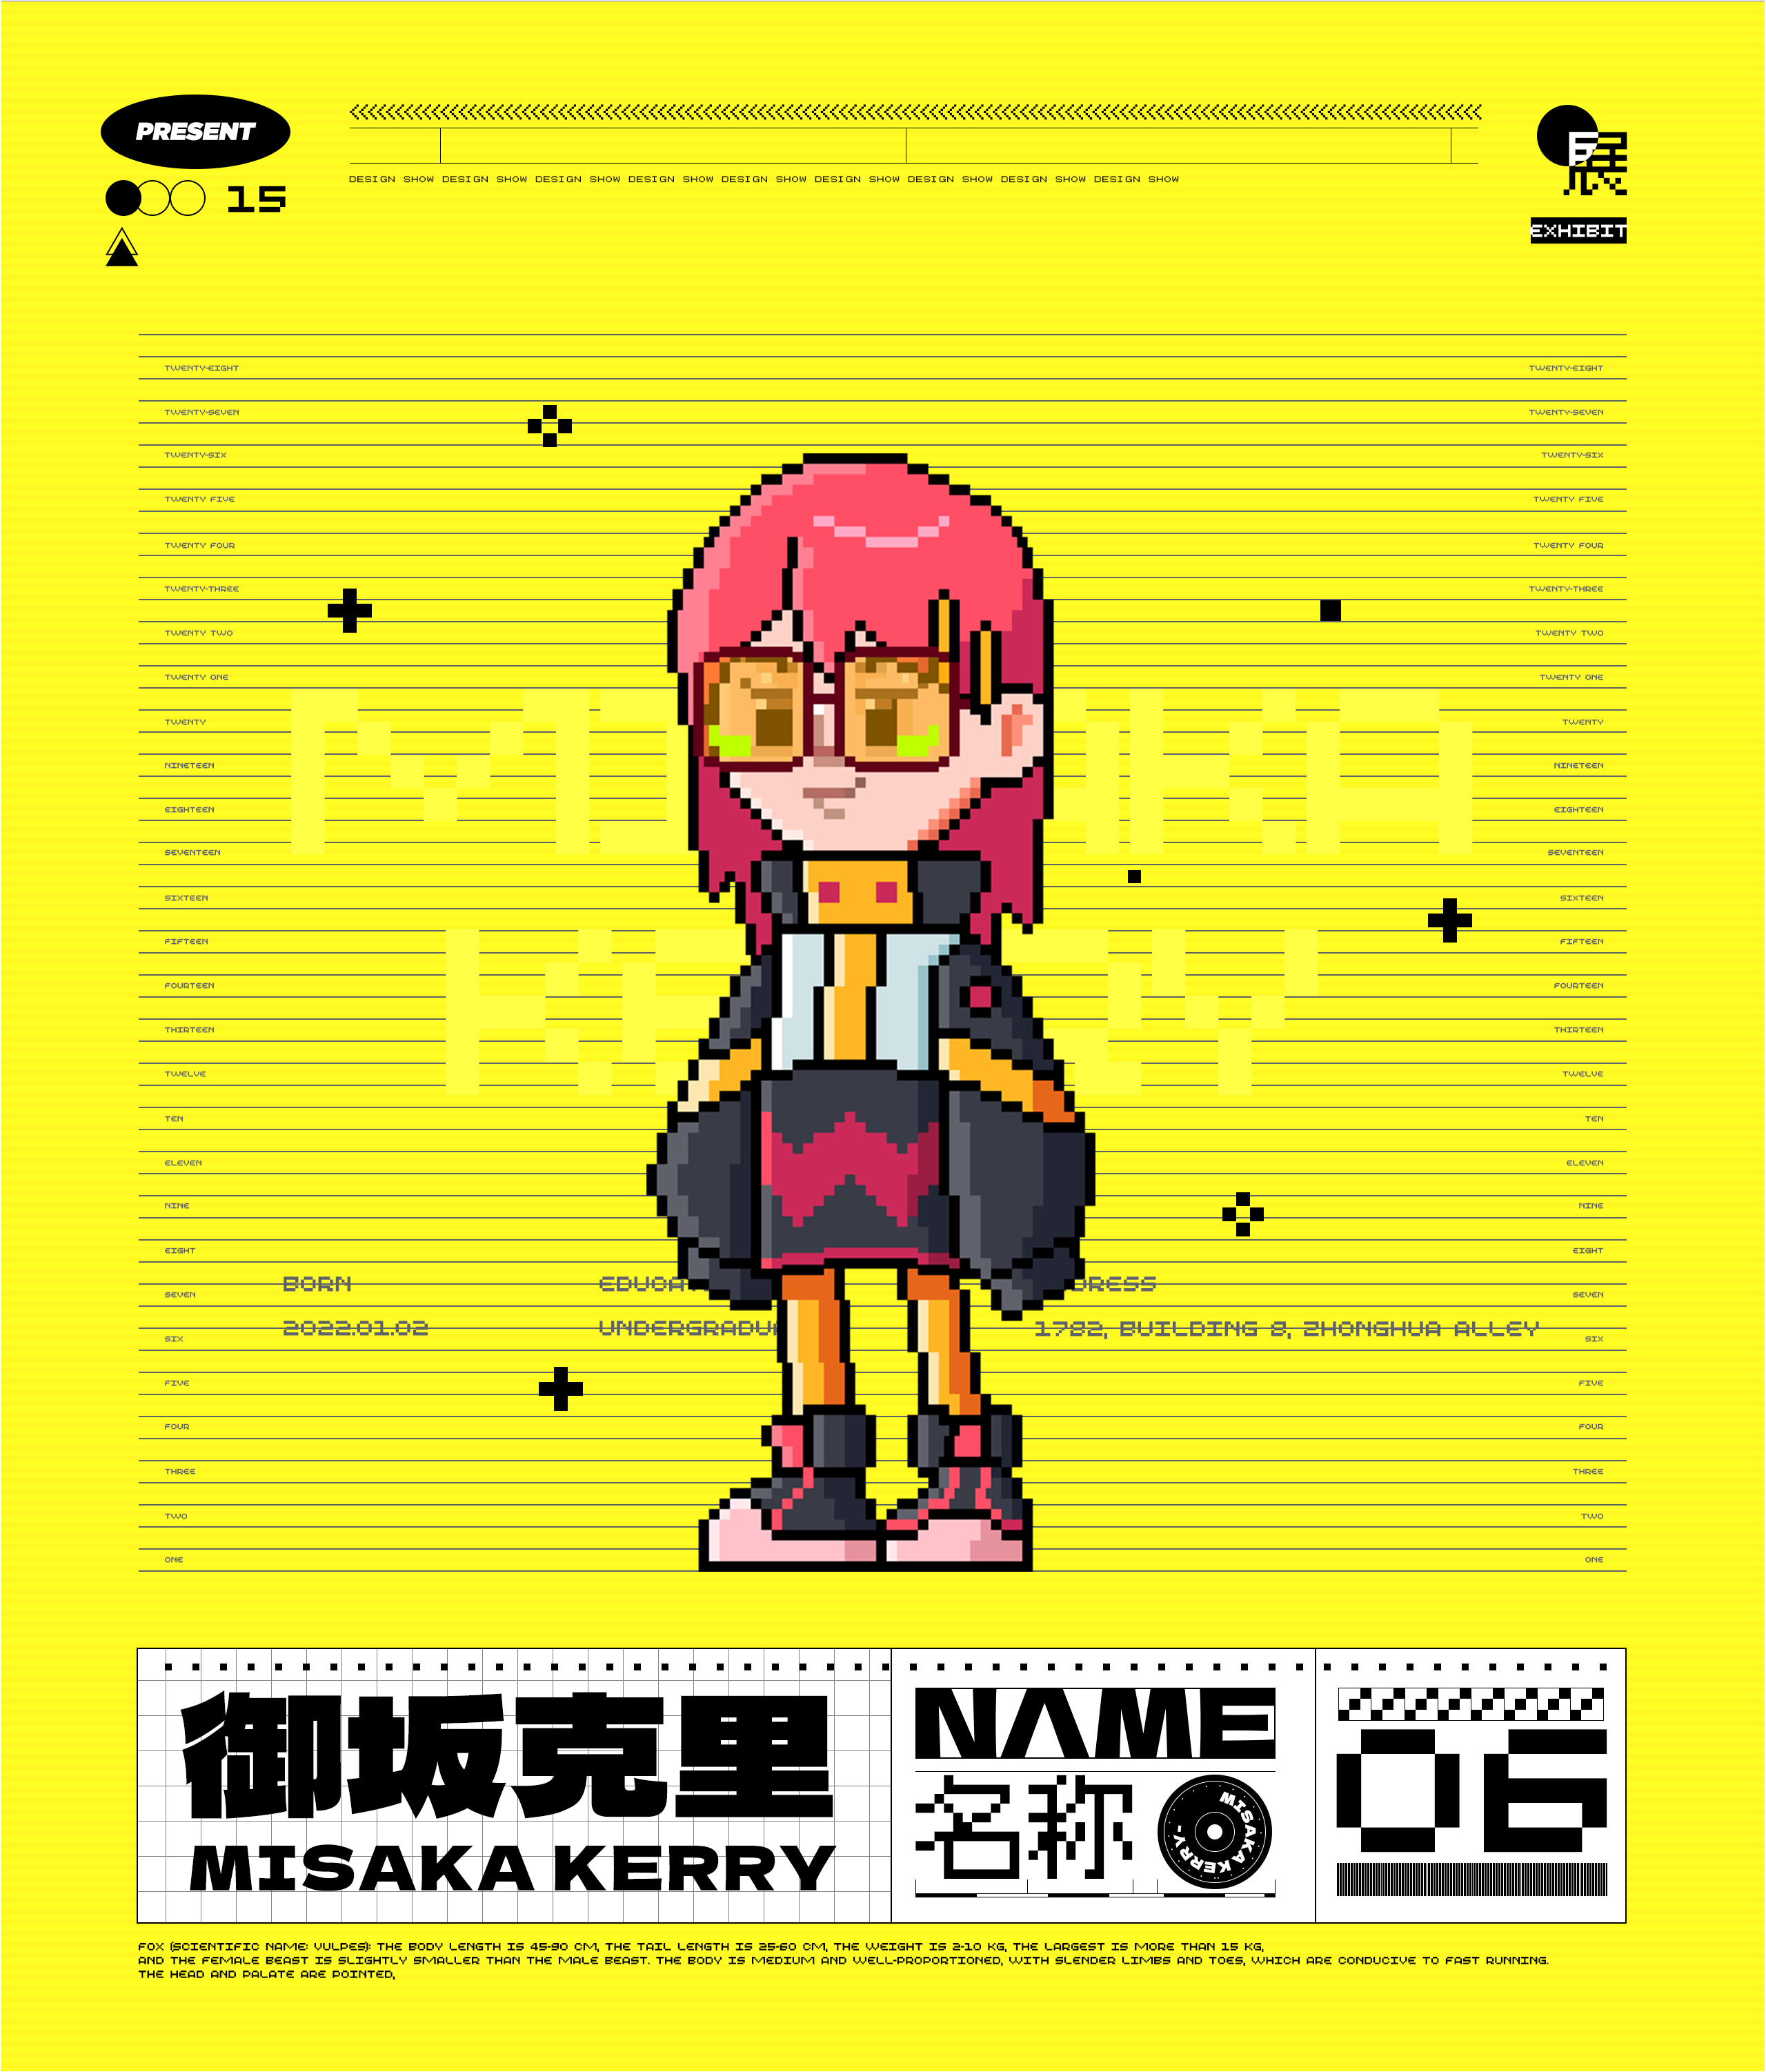 PRESENT
15
DESIGN SHOW DESIGN SHOW DESIGN SHOW DESIGN SHOW DESIGN SHOW DESIGN SHOW DESIGN SHOW DESIGN SHOW DESIGN SHOW
展
EXHIBIT
TWENTY-EIGHT TWENTY-EIGHT
TWENTY-SEVEN TWENTY-SEVEN
TWENTY-SIX TWENTY-SIX
TWENTY FIVE TWENTY FIVE
TWENTY FOUR TWENTY FOUR
TWENTY-THREE TWENTY-THREE
TWENTY TWO TWENTY TWO
TWENTY ONE TWENTY ONE
TWENTY TWENTY
NINETEEN NINETEEN
EIGHTEEN EIGHTEEN
SEVENTEEN SEVENTEEN
SIXTEEN SIXTEEN
FIFTEEN FIFTEEN
FOURTEEN FOURTEEN
THIRTEEN THIRTEEN
TWELVE TWELVE
TEN TEN
ELEVEN ELEVEN
NINE NINE
EIGHT EIGHT
BORN
SEVEN SEVEN
2022.01.02 1782, BUILDING 8, ZHONGHUA ALLEY
SIX SIX
FIVE FIVE
FOUR FOUR
THREE THREE
TWO TWO
ONE ONE
御坂克里
MISAKA KERRY
NAME
名称
MISAKA KERRY-
06
FOX (SCIENTIFIC NAME: VULPES): THE BODY LENGTH IS 45-90 CM, THE TAIL LENGTH IS 25-60 CM, THE WEIGHT IS 2-10 KG, THE LARGEST IS MORE THAN 15 KG,
AND THE FEMALE BEAST IS SLIGHTLY SMALLER THAN THE MALE BEAST. THE BODY IS MEDIUM AND WELL-PROPORTIONED, WITH SLENDER LIMBS AND TOES, WHICH ARE CONDUCIVE TO FAST RUNNING.
THE HEAD AND PALATE ARE POINTED,